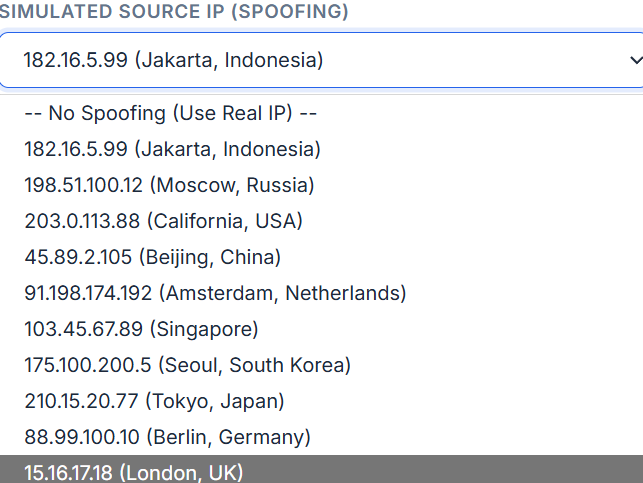 SIMULATED SOURCE IP (SPOOFING)
182.16.5.99 (Jakarta, Indonesia)
-- No Spoofing (Use Real IP) --
182.16.5.99 (Jakarta, Indonesia)
198.51.100.12 (Moscow, Russia)
203.0.113.88 (California, USA)
45.89.2.105 (Beijing, China)
91.198.174.192 (Amsterdam, Netherlands)
103.45.67.89 (Singapore)
175.100.200.5 (Seoul, South Korea)
210.15.20.77 (Tokyo, Japan)
88.99.100.10 (Berlin, Germany)
15.16.17.18 (London, UK)